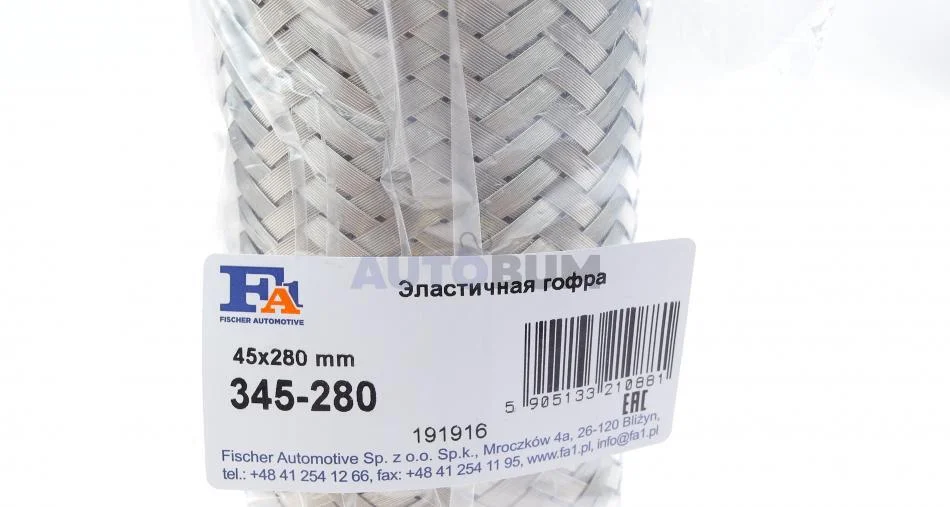 AUTOBUM
Эластичная гофра
FA1
FISCHER AUTOMOTIVE
45x280 mm
345-280
5 905133 210881
EAC
191916
Fischer Automotive Sp. z o.o. Sp.k., Mroczków 4a, 26-120 Bliżyn,
tel.: +48 41 254 12 66, fax: +48 41 254 11 95, www.fa1.pl, info@fa1.pl